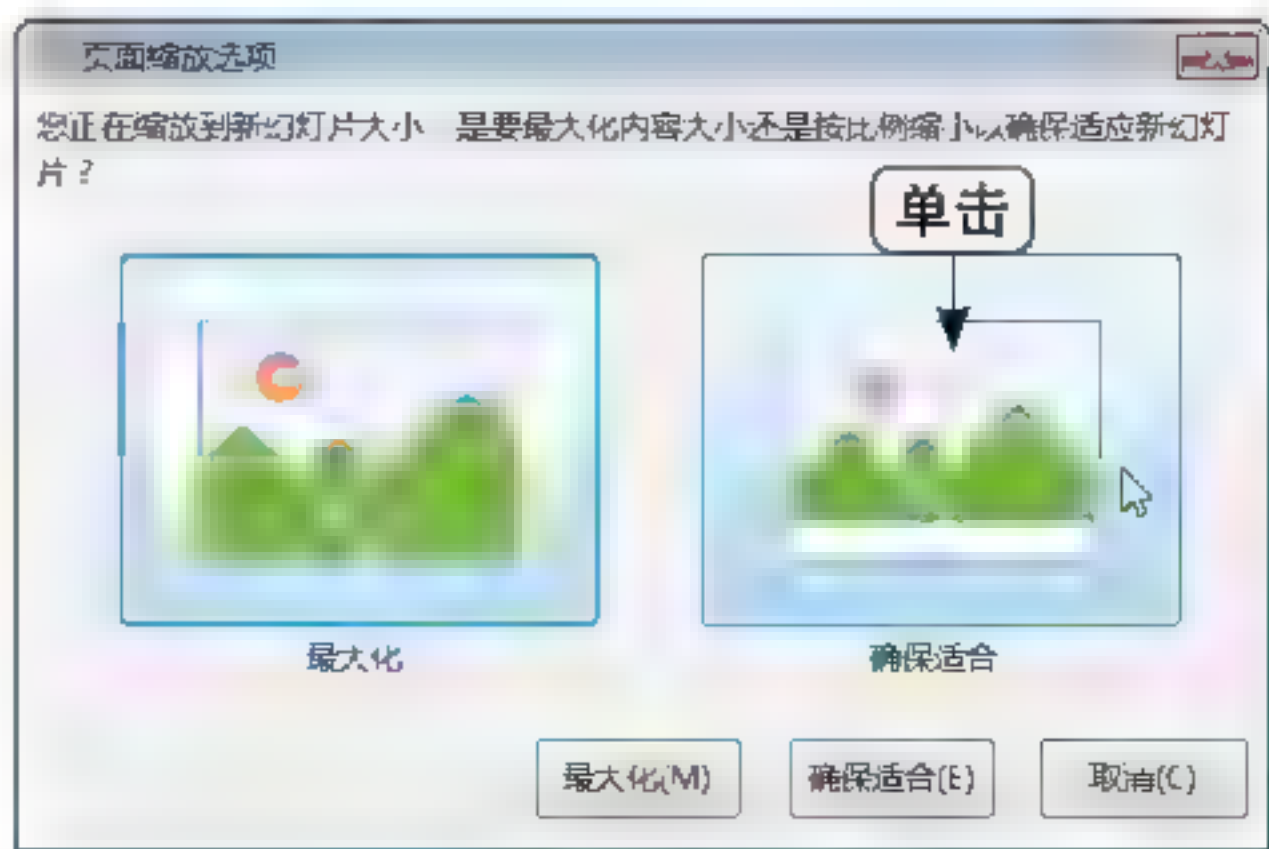 页面缩放选项
您正在缩放到新幻灯片大小 是要最大化内容大小还是按比例缩小以确保适应新幻灯
片?
单击
最大化
确保适合
最大化(M)
确保适合(E)
取消(C)